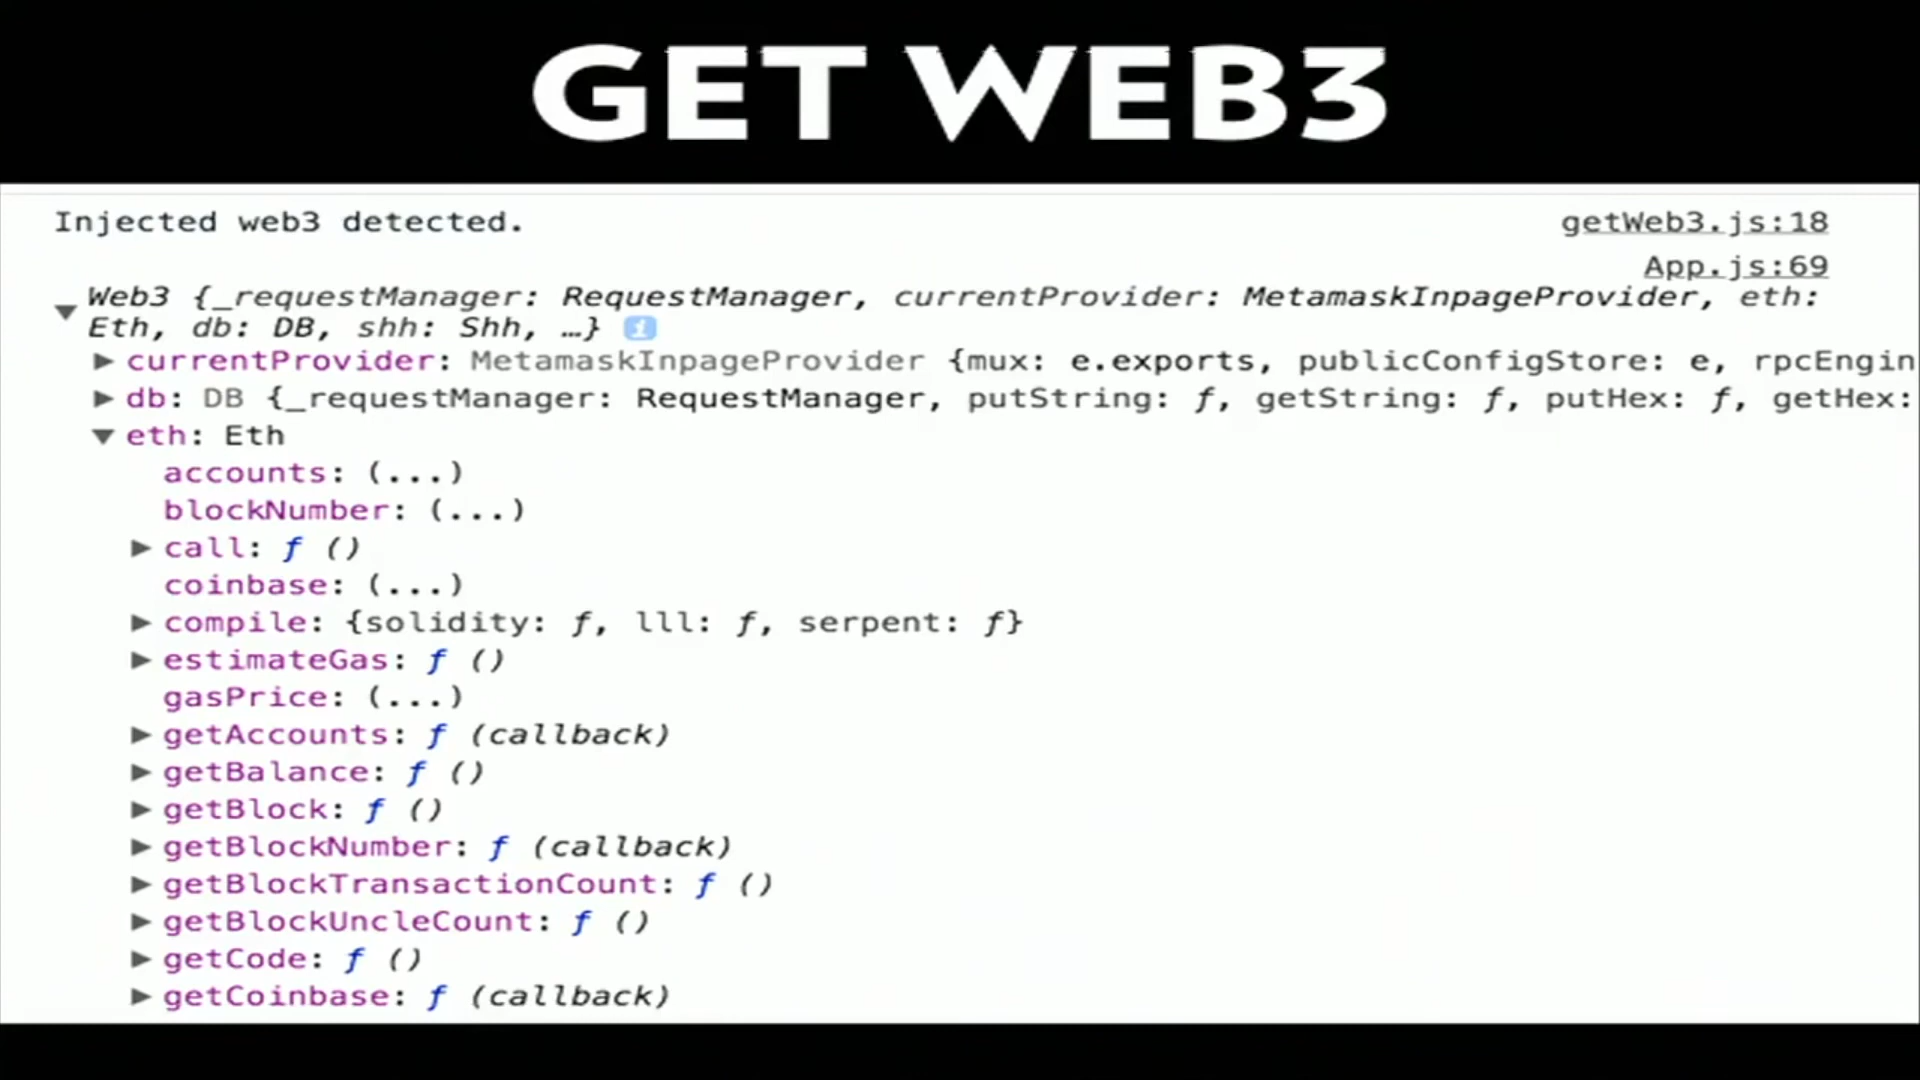 GET WEB3
Injected web3 detected. getWeb3.js:18
App.js:69
Web3 {_requestManager: RequestManager, currentProvider: MetamaskInpageProvider, eth:
Eth, db: DB, shh: Shh, …} i
currentProvider: MetamaskInpageProvider {mux: e.exports, publicConfigStore: e, rpcEngin
db: DB {_requestManager: RequestManager, putString: ƒ, getString: ƒ, putHex: ƒ, getHex:
eth: Eth
accounts: (...)
blockNumber: (...)
call: ƒ ()
coinbase: (...)
compile: {solidity: ƒ, lll: ƒ, serpent: ƒ}
estimateGas: ƒ ()
gasPrice: (...)
getAccounts: ƒ (callback)
getBalance: ƒ ()
getBlock: ƒ ()
getBlockNumber: ƒ (callback)
getBlockTransactionCount: ƒ ()
getBlockUncleCount: ƒ ()
getCode: ƒ ()
getCoinbase: ƒ (callback)